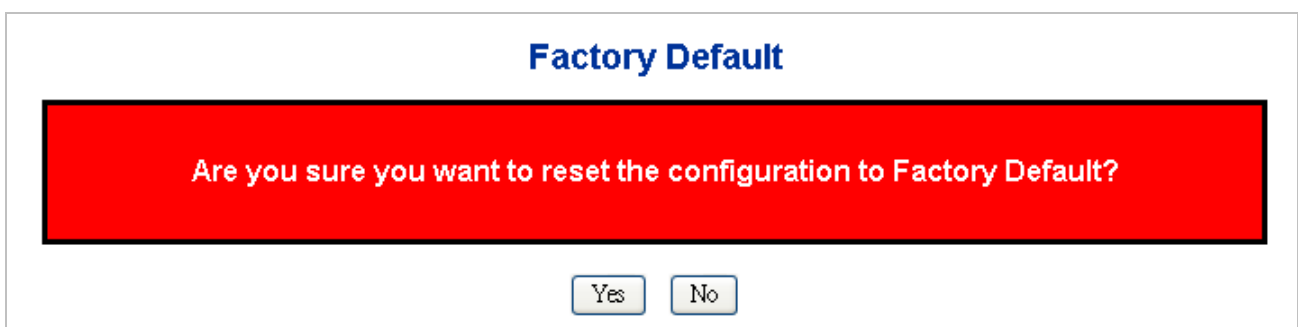 Factory Default
Are you sure you want to reset the configuration to Factory Default?
Yes No